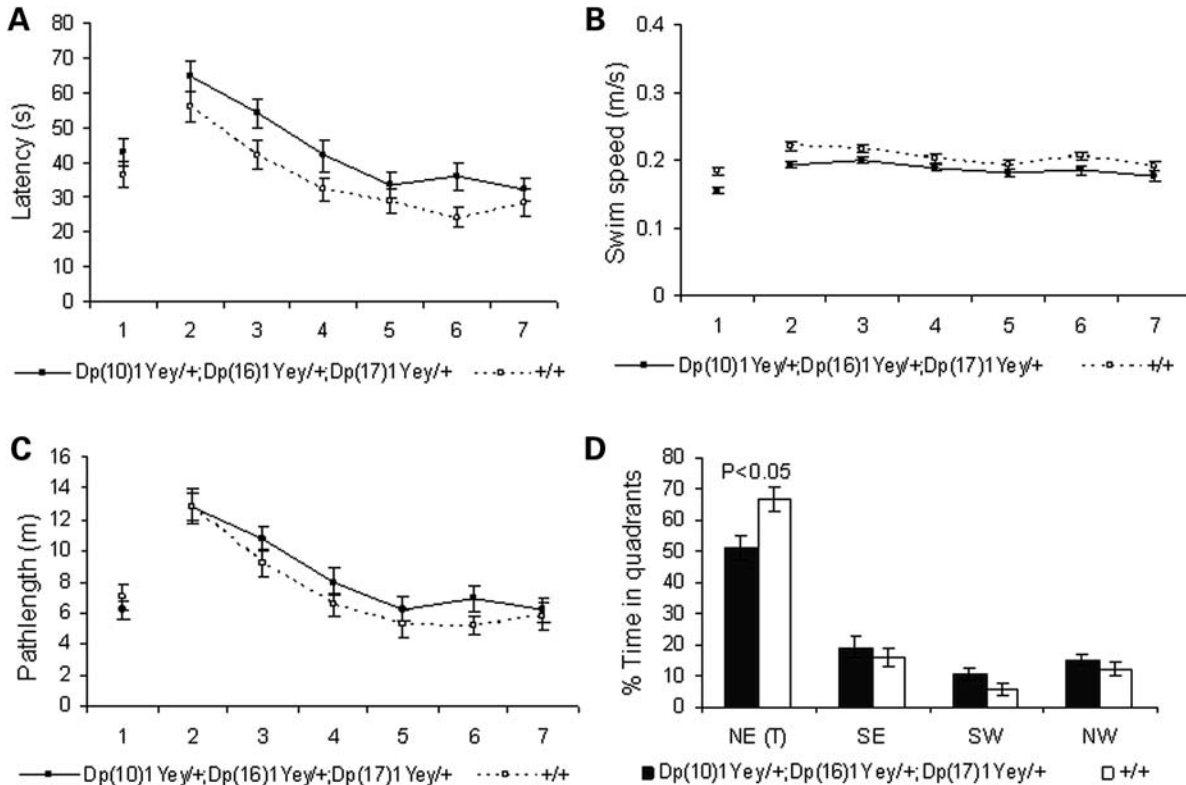 A
80
70
60
50
40
30
20
10
0
Latency (s)
1 2 3 4 5 6 7
Dp(10)1Yey/+;Dp(16)1Yey/+;Dp(17)1Yey/+ +/+
B
0.4
0.3
0.2
0.1
0
Swim speed (m/s)
1 2 3 4 5 6 7
Dp(10)1Yey/+;Dp(16)1Yey/+;Dp(17)1Yey/+ +/+
C
16
14
12
10
8
6
4
2
0
Pathlength (m)
1 2 3 4 5 6 7
Dp(10)1Yey/+;Dp(16)1Yey/+;Dp(17)1Yey/+ +/+
D
80
70
60
50
40
30
20
10
0
% Time in quadrants
P<0.05
NE (T) SE SW NW
Dp(10)1Yey/+;Dp(16)1Yey/+;Dp(17)1Yey/+ +/+